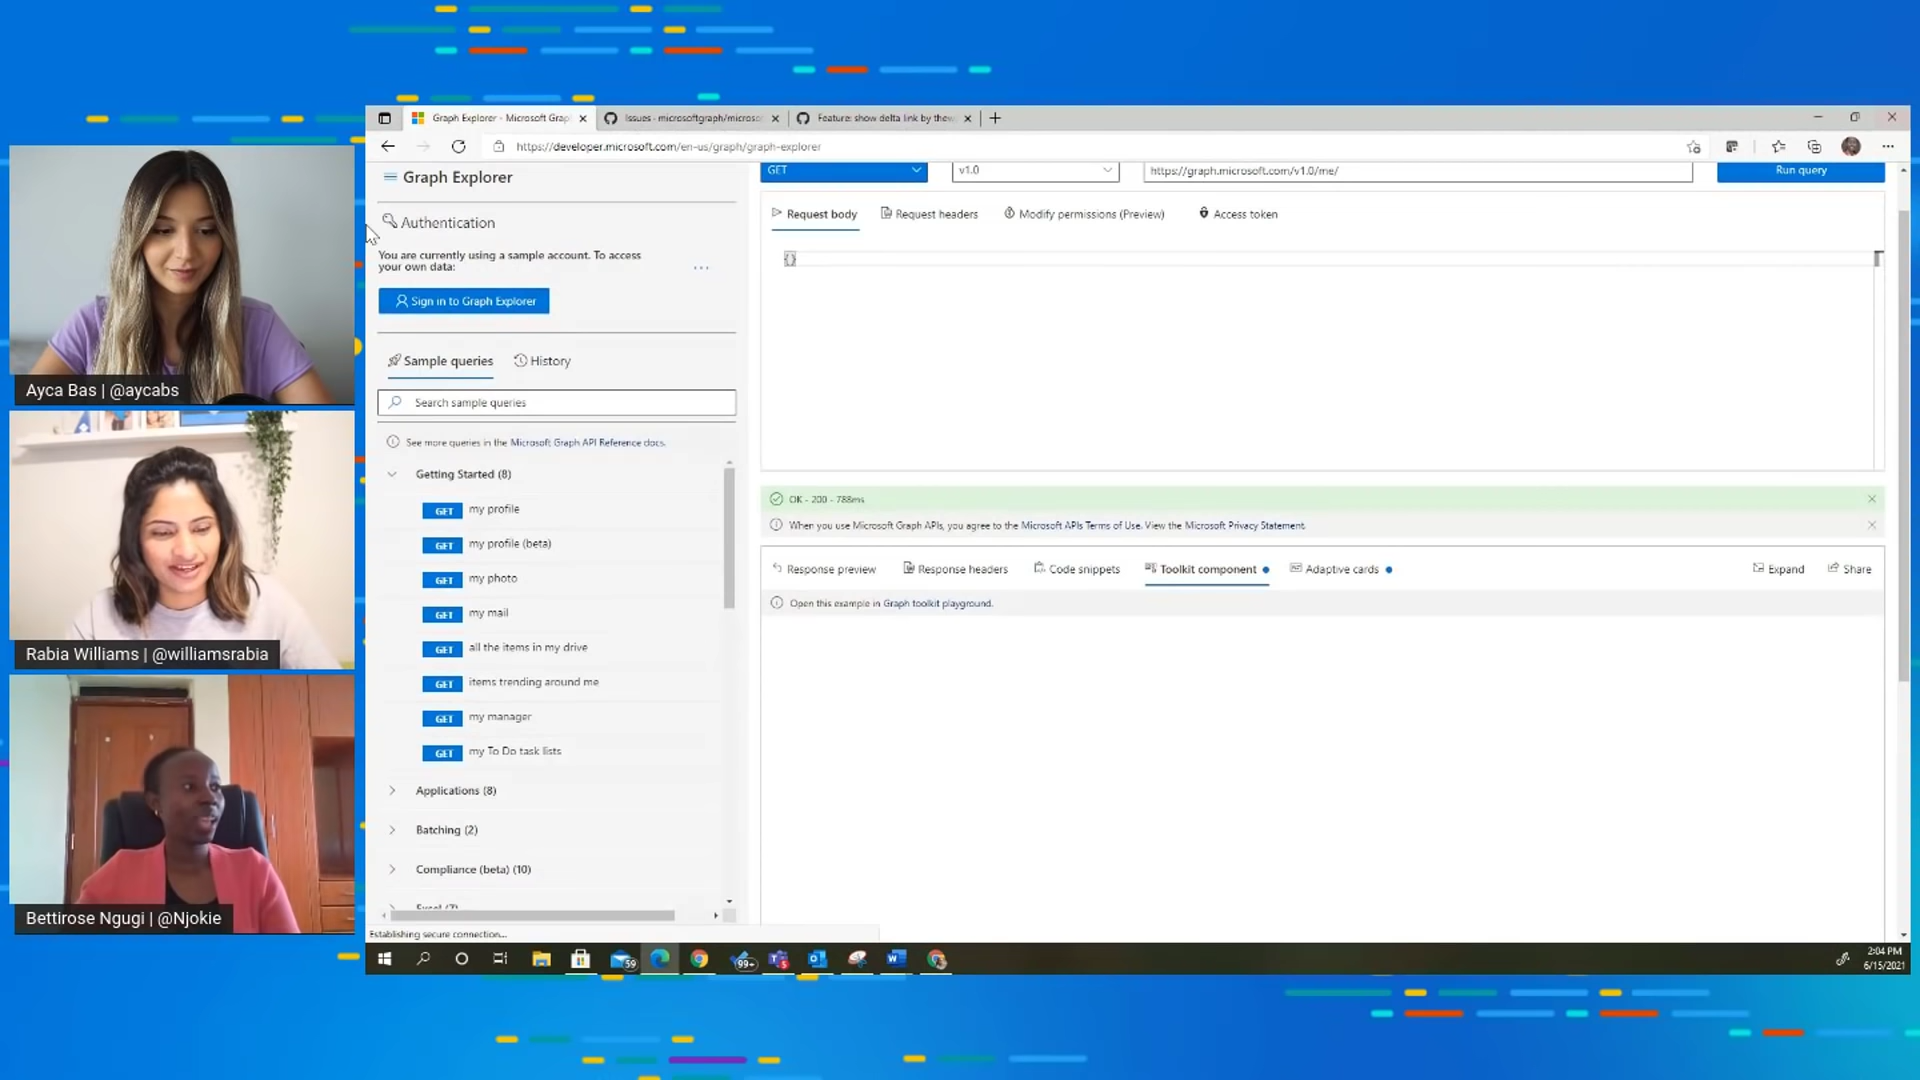 Graph Explorer - Microsoft Grap
Issues - microsoftgraph/microso
Feature: show delta link by thew
https://developer.microsoft.com/en-us/graph/graph-explorer
Graph Explorer
GET
v1.0
https://graph.microsoft.com/v1.0/me/
Run query
Authentication
You are currently using a sample account. To access
your own data:
...
Sign in to Graph Explorer
Request body
Request headers
Modify permissions (Preview)
Access token
{}
Sample queries
History
Search sample queries
See more queries in the Microsoft Graph API Reference docs.
Getting Started (8)
GET my profile
GET my profile (beta)
GET my photo
GET my mail
GET all the items in my drive
GET items trending around me
GET my manager
GET my To Do task lists
Applications (8)
Batching (2)
Compliance (beta) (10)
Excel (7)
Establishing secure connection...
OK - 200 - 788ms
When you use Microsoft Graph APIs, you agree to the Microsoft APIs Terms of Use. View the Microsoft Privacy Statement.
Response preview
Response headers
Code snippets
Toolkit component
Adaptive cards
Expand
Share
Open this example in Graph toolkit playground.
Ayca Bas | @aycabs
Rabia Williams | @williamsrabia
Bettirose Ngugi | @Njokie
59
99+
2:04 PM
6/15/2021